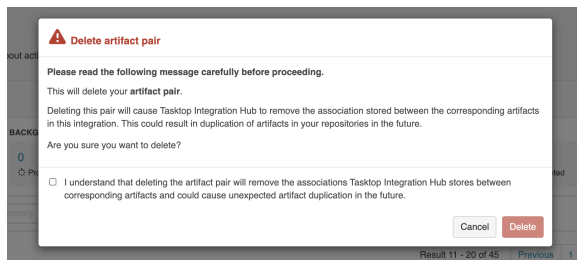 Delete artifact pair
Please read the following message carefully before proceeding.
This will delete your artifact pair.
Deleting this pair will cause Tasktop Integration Hub to remove the association stored between the corresponding artifacts
in this integration. This could result in duplication of artifacts in your repositories in the future.
Are you sure you want to delete?
I understand that deleting the artifact pair will remove the associations Tasktop Integration Hub stores between
corresponding artifacts and could cause unexpected artifact duplication in the future.
Cancel Delete
BACKG
0
Result 11 - 20 of 45 Previous 1